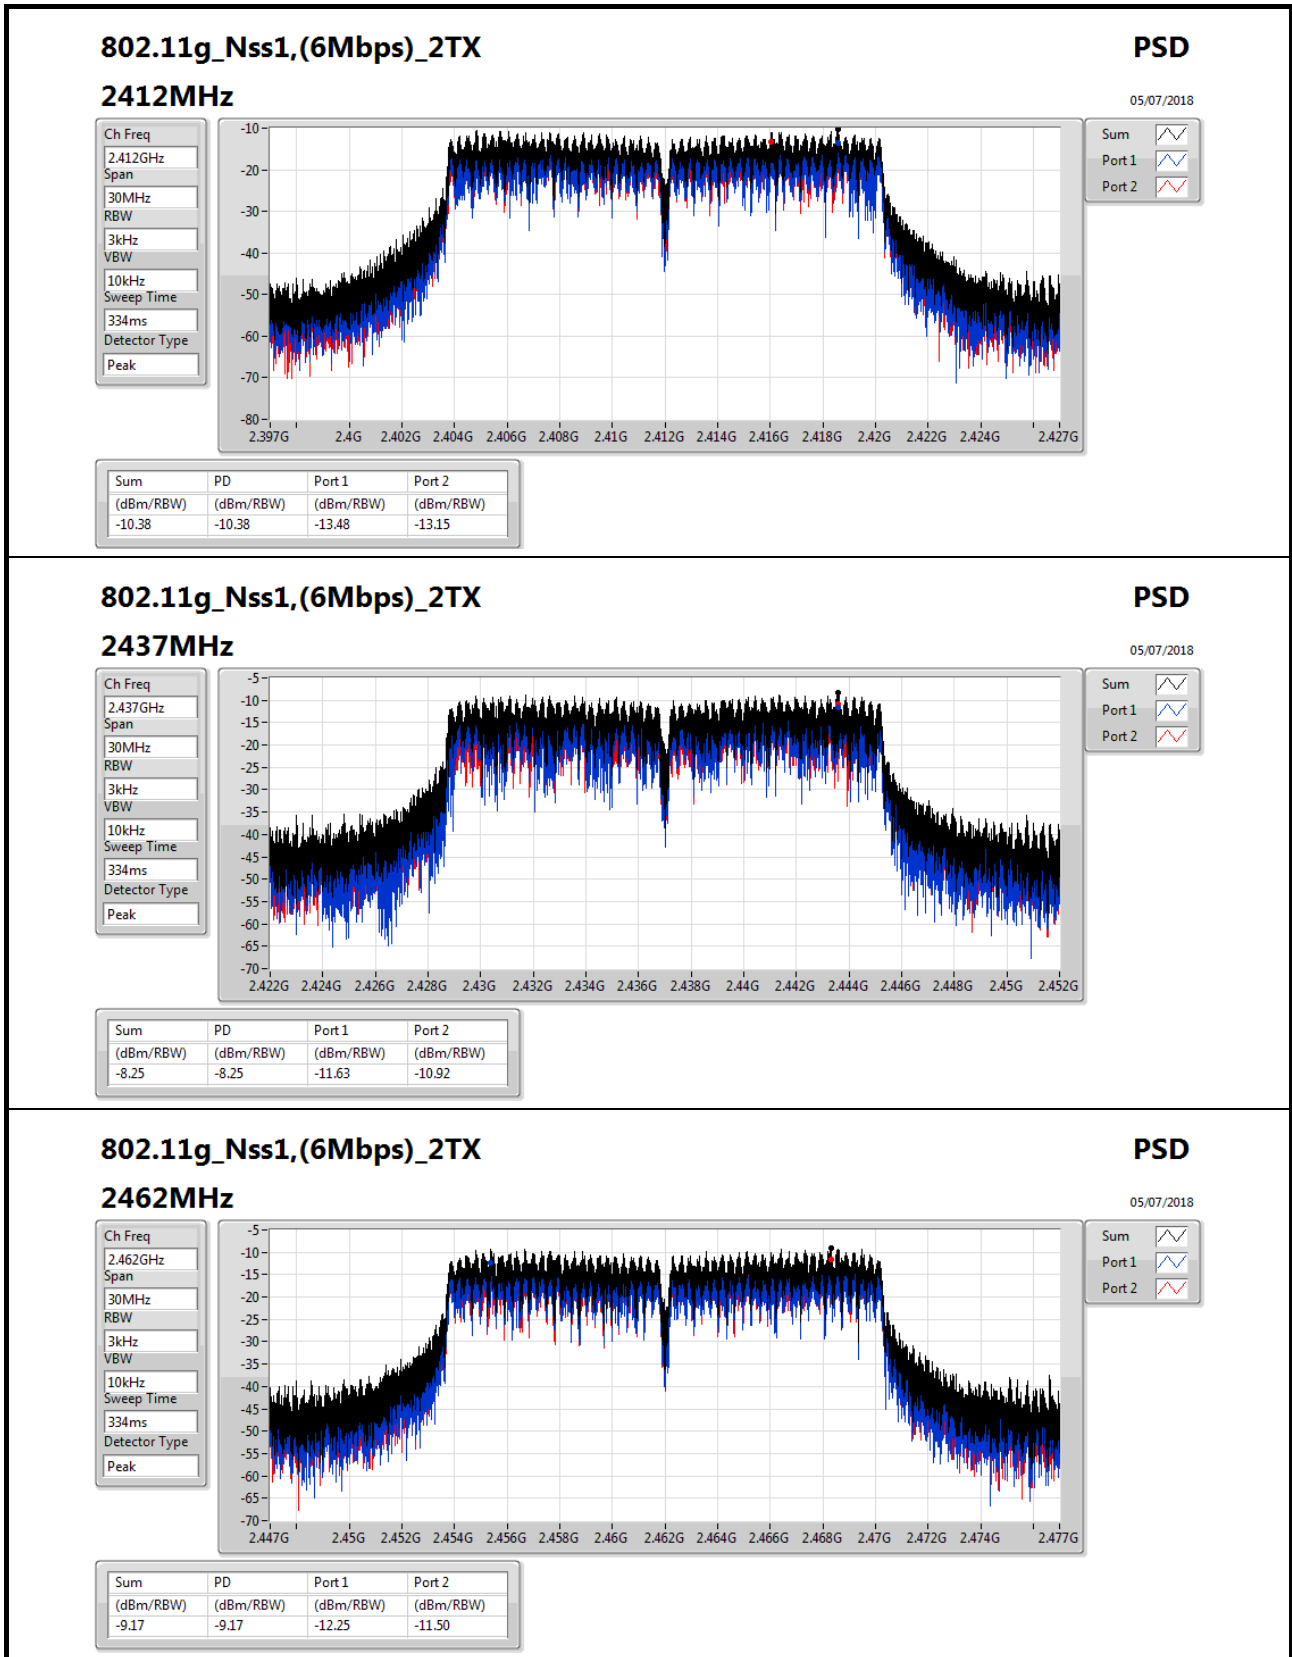 802.11g_Nss1,(6Mbps)_2TX PSD
2412MHz 05/07/2018
Ch Freq
2.412GHz
Span
30MHz
RBW
3kHz
VBW
10kHz
Sweep Time
334ms
Detector Type
Peak
-10
-20
-30
-40
-50
-60
-70
-80
2.397G 2.4G 2.402G 2.404G 2.406G 2.408G 2.41G 2.412G 2.414G 2.416G 2.418G 2.42G 2.422G 2.424G 2.427G
Sum
Port 1
Port 2
Sum PD Port 1 Port 2
(dBm/RBW) (dBm/RBW) (dBm/RBW) (dBm/RBW)
-10.38 -10.38 -13.48 -13.15
802.11g_Nss1,(6Mbps)_2TX PSD
2437MHz 05/07/2018
Ch Freq
2.437GHz
Span
30MHz
RBW
3kHz
VBW
10kHz
Sweep Time
334ms
Detector Type
Peak
-5
-10
-15
-20
-25
-30
-35
-40
-45
-50
-55
-60
-65
-70
2.422G 2.424G 2.426G 2.428G 2.43G 2.432G 2.434G 2.436G 2.438G 2.44G 2.442G 2.444G 2.446G 2.448G 2.45G 2.452G
Sum
Port 1
Port 2
Sum PD Port 1 Port 2
(dBm/RBW) (dBm/RBW) (dBm/RBW) (dBm/RBW)
-8.25 -8.25 -11.63 -10.92
802.11g_Nss1,(6Mbps)_2TX PSD
2462MHz 05/07/2018
Ch Freq
2.462GHz
Span
30MHz
RBW
3kHz
VBW
10kHz
Sweep Time
334ms
Detector Type
Peak
-5
-10
-15
-20
-25
-30
-35
-40
-45
-50
-55
-60
-65
-70
2.447G 2.45G 2.452G 2.454G 2.456G 2.458G 2.46G 2.462G 2.464G 2.466G 2.468G 2.47G 2.472G 2.474G 2.477G
Sum
Port 1
Port 2
Sum PD Port 1 Port 2
(dBm/RBW) (dBm/RBW) (dBm/RBW) (dBm/RBW)
-9.17 -9.17 -12.25 -11.50